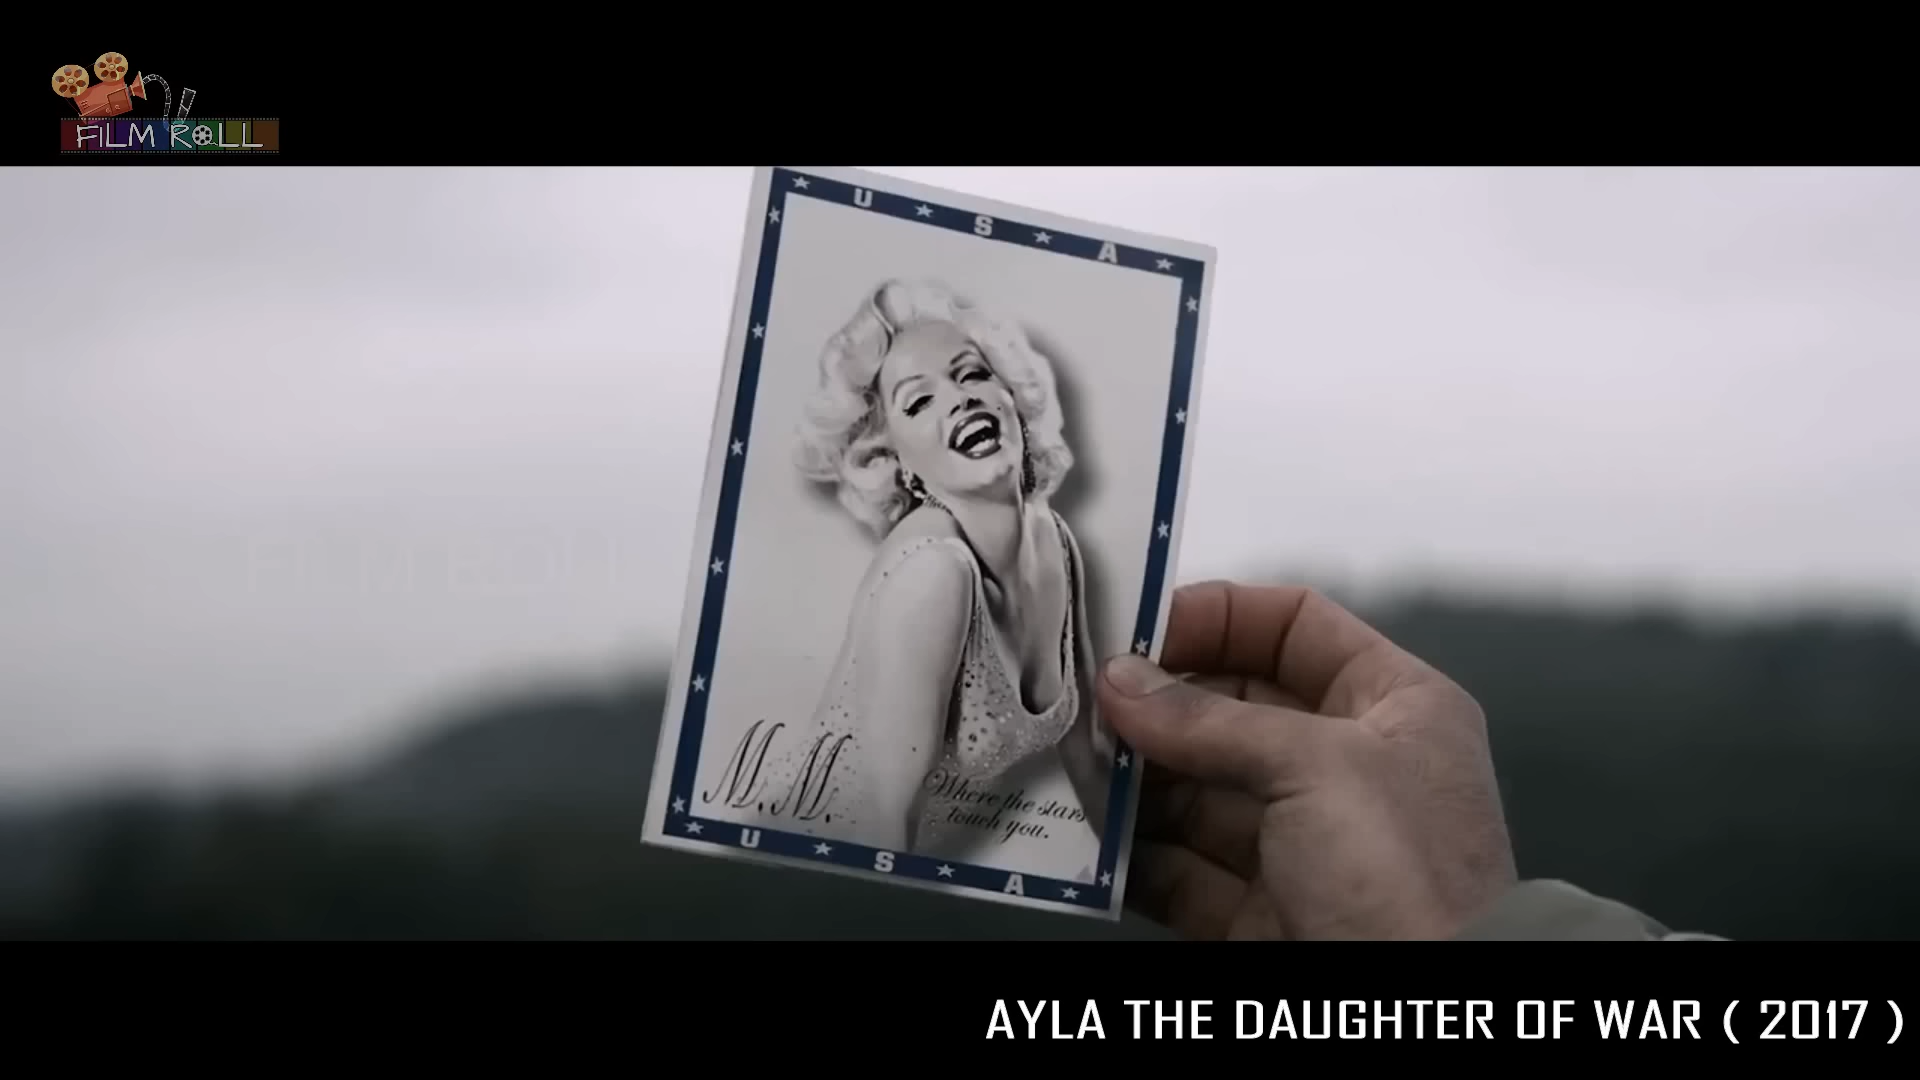 FILM ROLL
U S A
M.M.
Where the stars
touch you.
U S A
AYLA THE DAUGHTER OF WAR ( 2017 )